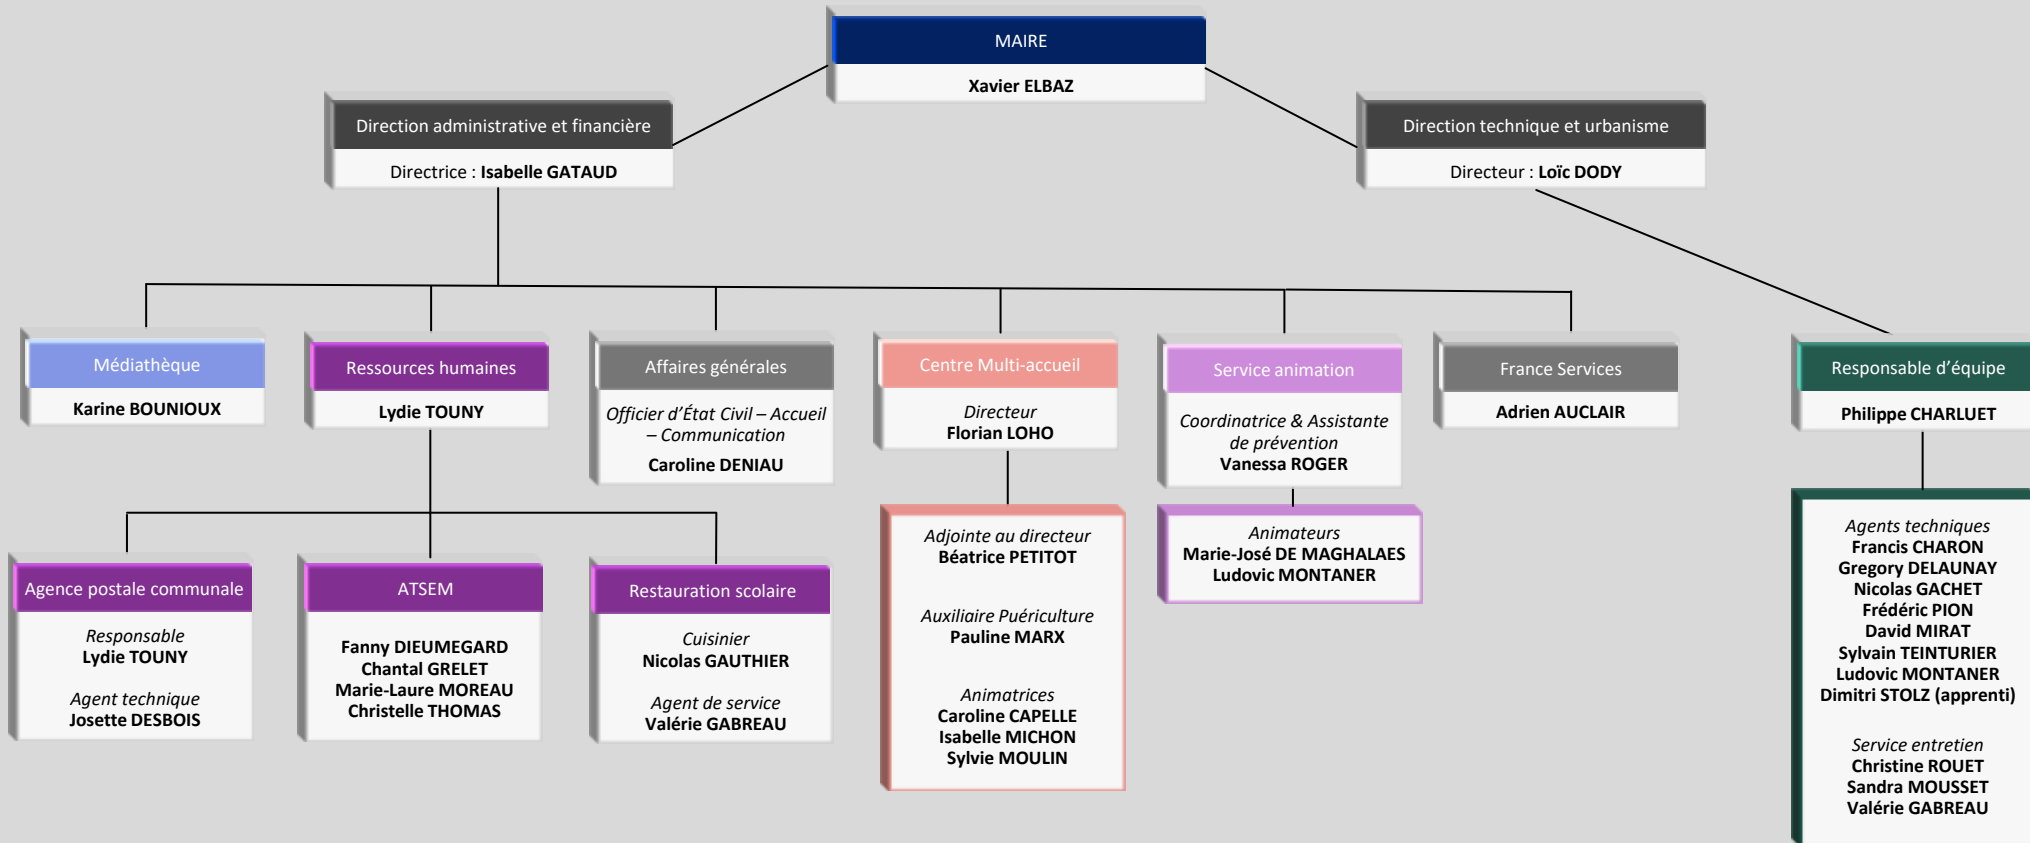 MAIRE
Xavier ELBAZ
Direction administrative et financière
Directrice : Isabelle GATAUD
Direction technique et urbanisme
Directeur : Loïc DODY
Médiathèque
Karine BOUNIOUX
Ressources humaines
Lydie TOUNY
Affaires générales
Officier d'État Civil – Accueil
– Communication
Caroline DENIAU
Centre Multi-accueil
Directeur
Florian LOHO
Service animation
Coordinatrice & Assistante
de prévention
Vanessa ROGER
France Services
Adrien AUCLAIR
Responsable d'équipe
Philippe CHARLUET
Agence postale communale
Responsable
Lydie TOUNY
Agent technique
Josette DESBOIS
ATSEM
Fanny DIEUMEGARD
Chantal GRELET
Marie-Laure MOREAU
Christelle THOMAS
Restauration scolaire
Cuisinier
Nicolas GAUTHIER
Agent de service
Valérie GABREAU
Adjointe au directeur
Béatrice PETITOT
Auxiliaire Puériculture
Pauline MARX
Animatrices
Caroline CAPELLE
Isabelle MICHON
Sylvie MOULIN
Animateurs
Marie-José DE MAGHALAES
Ludovic MONTANER
Agents techniques
Francis CHARON
Gregory DELAUNAY
Nicolas GACHET
Frédéric PION
David MIRAT
Sylvain TEINTURIER
Ludovic MONTANER
Dimitri STOLZ (apprenti)
Service entretien
Christine ROUET
Sandra MOUSSET
Valérie GABREAU